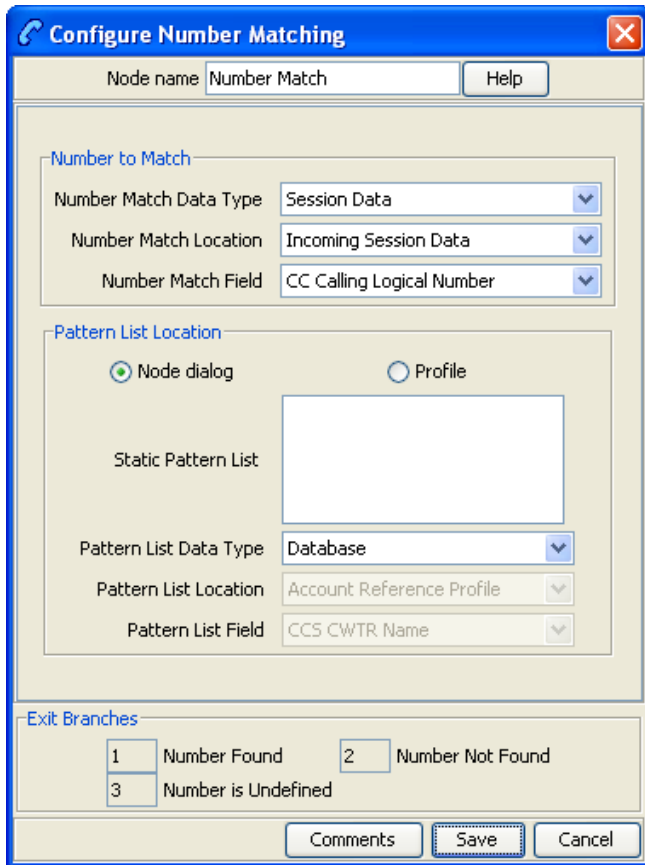 Configure Number Matching
Node name Number Match Help
Number to Match
Number Match Data Type Session Data
Number Match Location Incoming Session Data
Number Match Field CC Calling Logical Number
Pattern List Location
Node dialog Profile
Static Pattern List
Pattern List Data Type Database
Pattern List Location Account Reference Profile
Pattern List Field CCS CWTR Name
Exit Branches
1 Number Found 2 Number Not Found
3 Number is Undefined
Comments Save Cancel